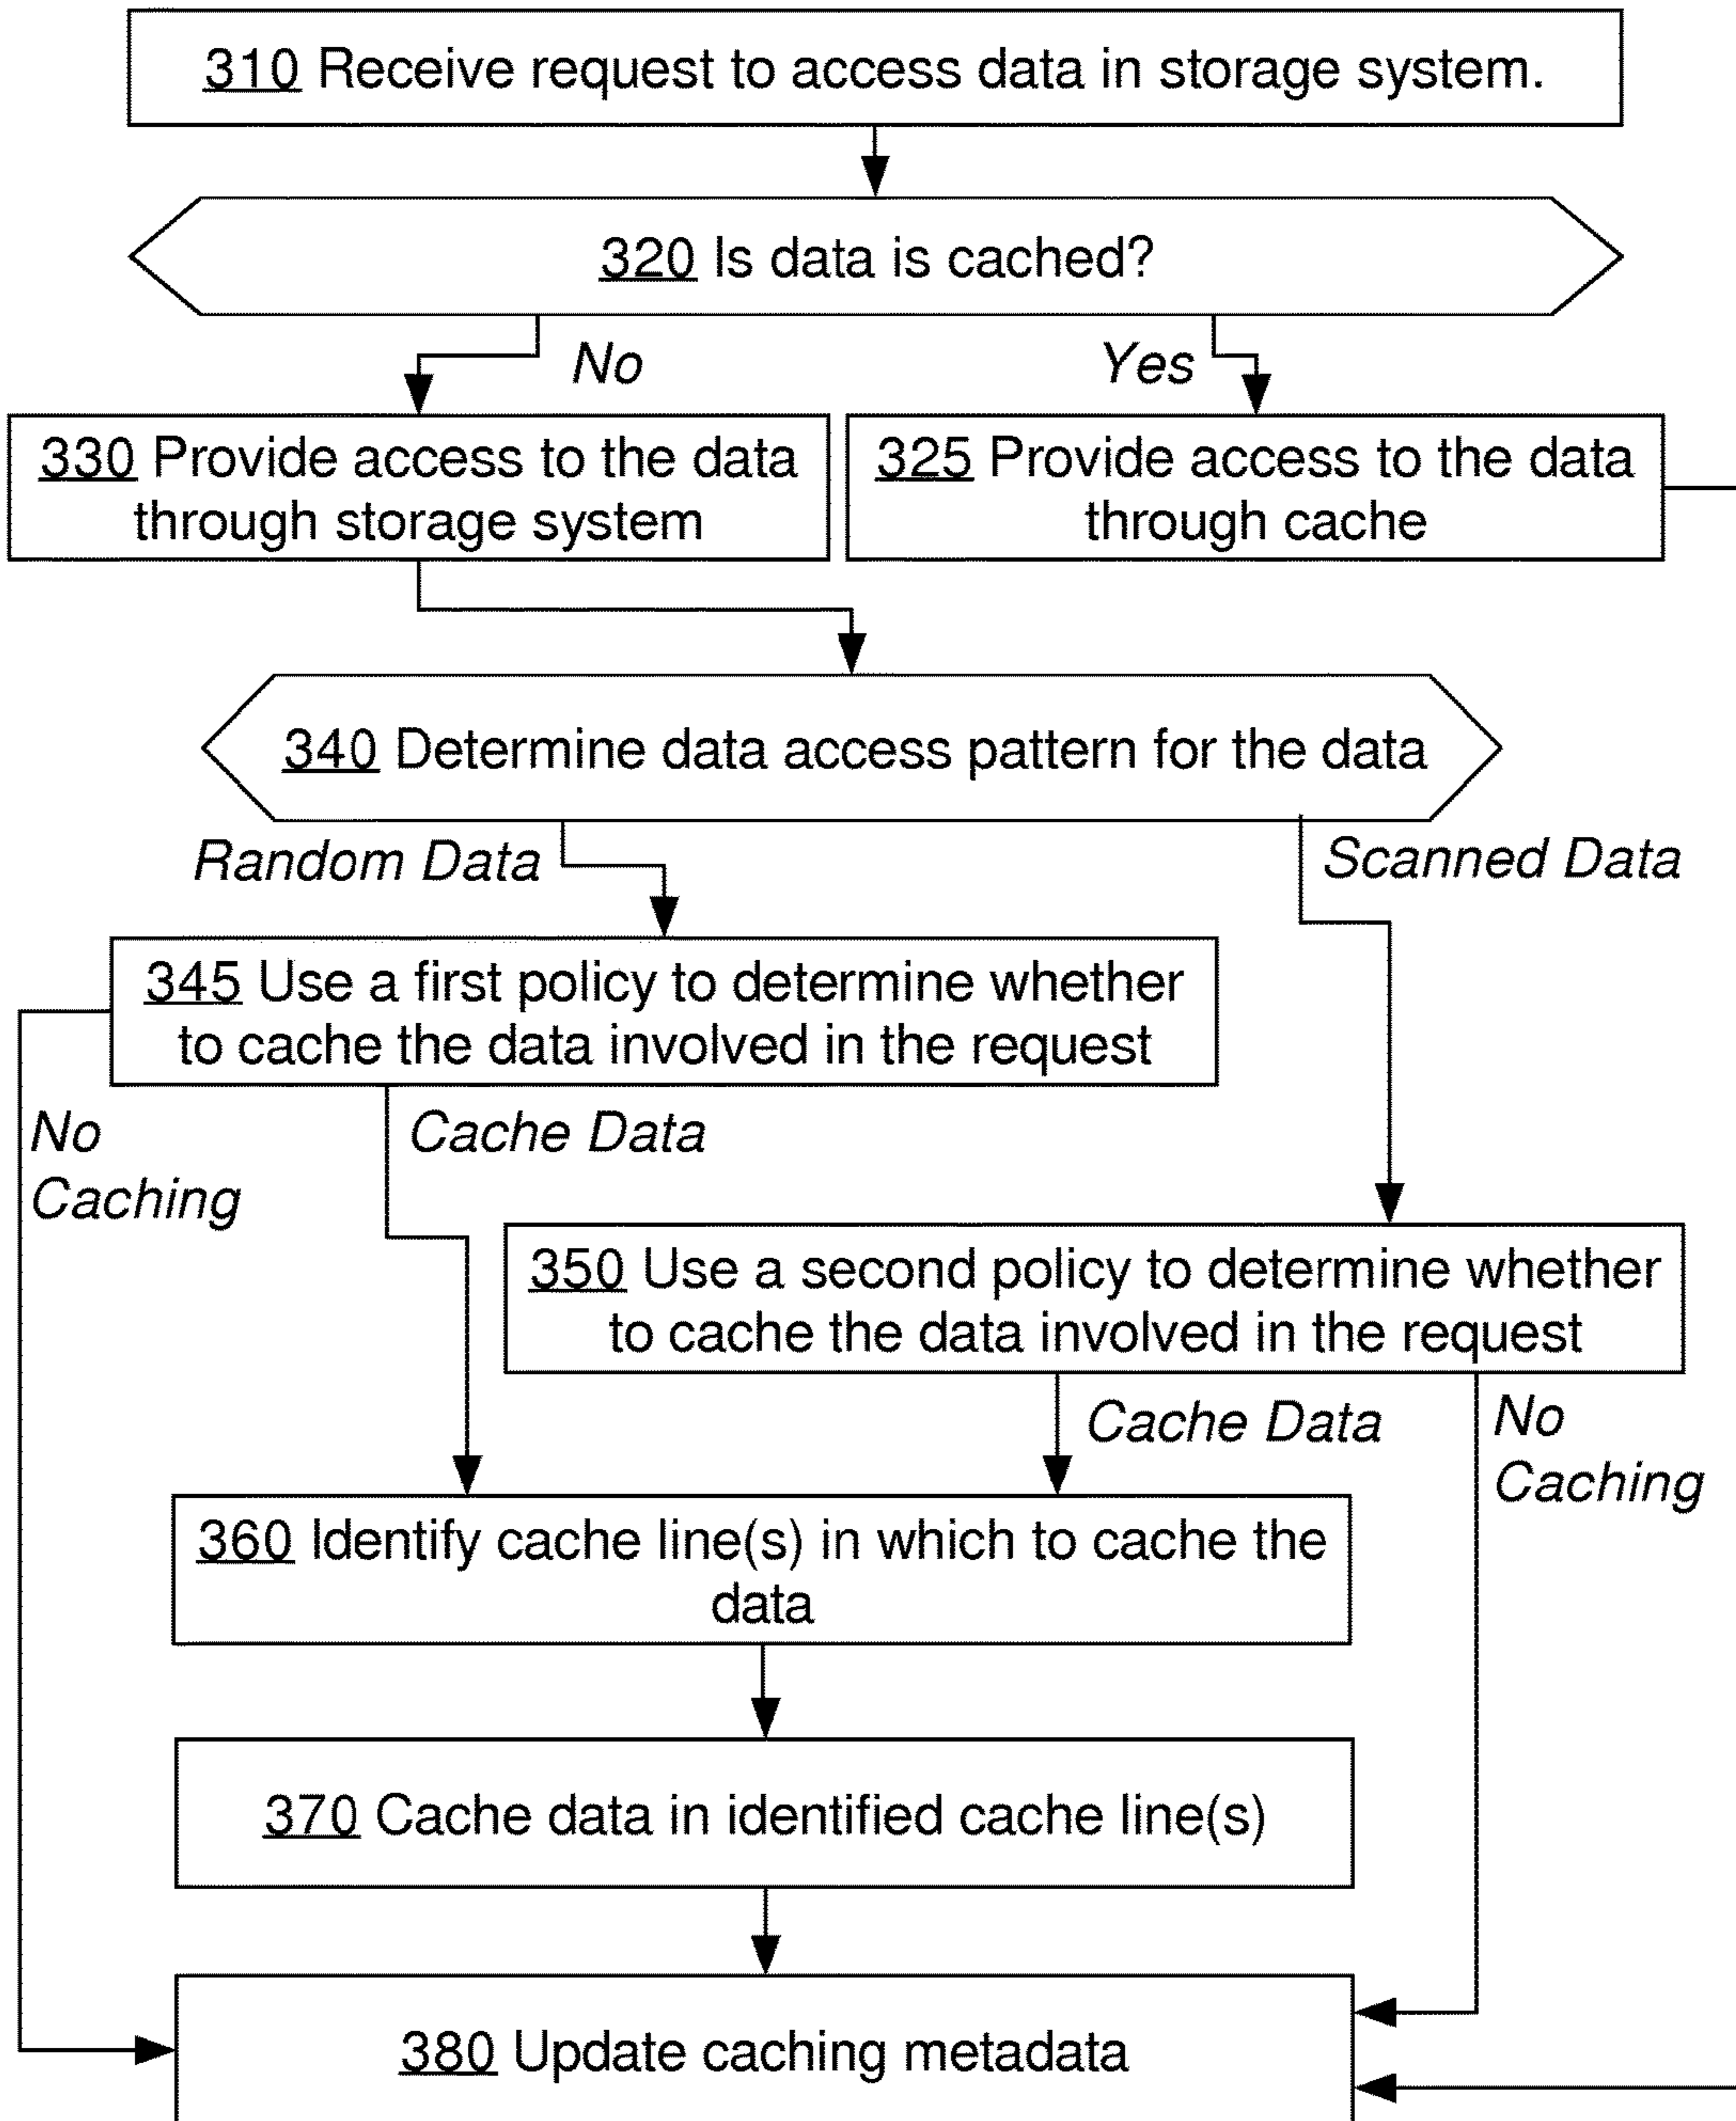 310 Receive request to access data in storage system.
320 Is data is cached?
No
Yes
330 Provide access to the data
through storage system
325 Provide access to the data
through cache
340 Determine data access pattern for the data
Random Data
Scanned Data
345 Use a first policy to determine whether
to cache the data involved in the request
No
Caching
Cache Data
350 Use a second policy to determine whether
to cache the data involved in the request
Cache Data
No
Caching
360 Identify cache line(s) in which to cache the
data
370 Cache data in identified cache line(s)
380 Update caching metadata